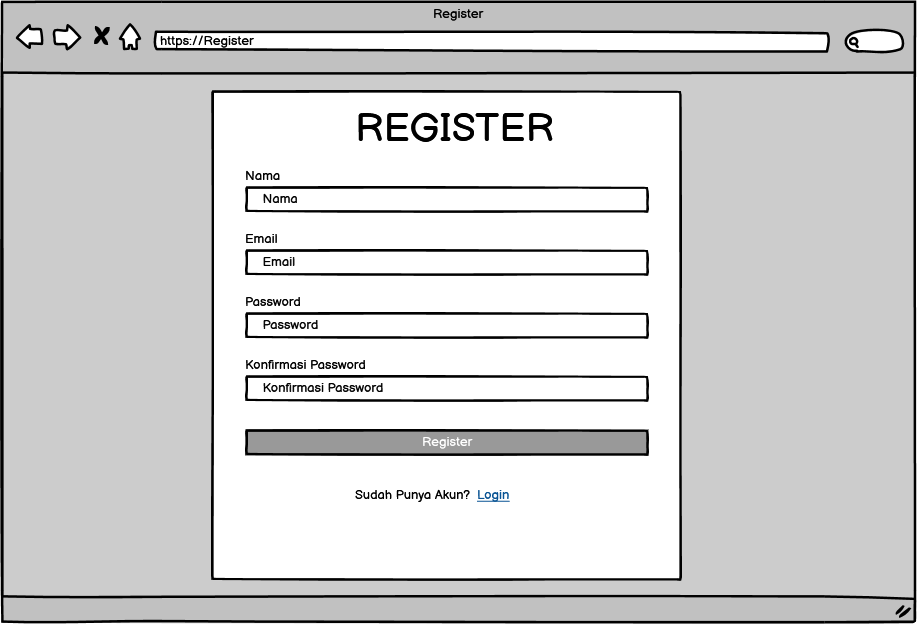 Register
https://Register
REGISTER
Nama
Nama
Email
Email
Password
Password
Konfirmasi Password
Konfirmasi Password
Register
Sudah Punya Akun? Login